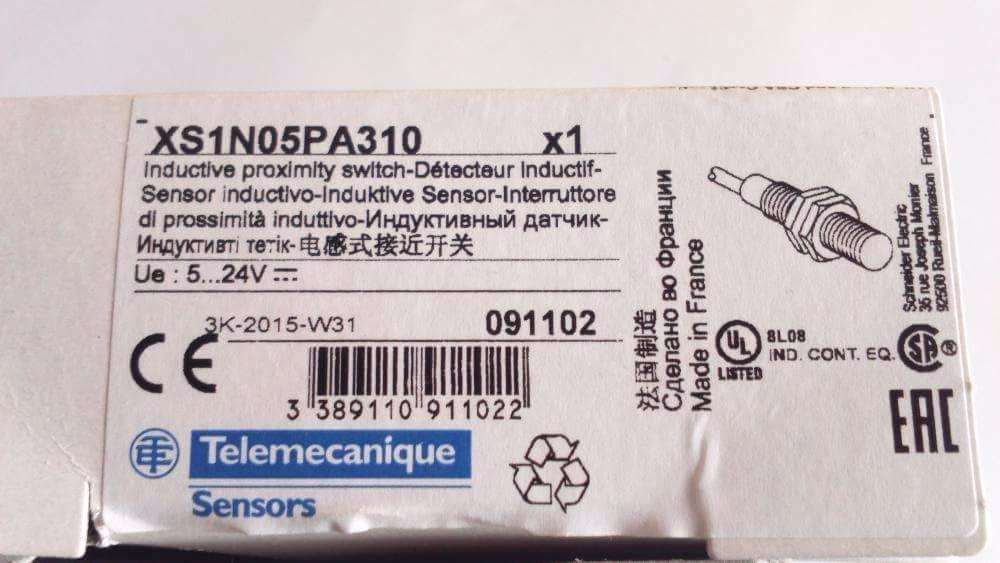 XS1N05PA310 x1
Inductive proximity switch-Détecteur Inductif-
Sensor inductivo-Induktive Sensor-Interruttore
di prossimità induttivo-Индуктивный датчик-
Индуктивті тетік-电感式接近开关
Ue : 5...24V
3K-2015-W31 091102
3 389110 911022
Telemecanique
Sensors
法国制造
Сделано во Франции
Made in France
Schneider Electric
35 rue Joseph Monier
92500 Rueil-Malmaison France
UL
LISTED
8L08
IND. CONT. EQ.
SA
EAC
CE